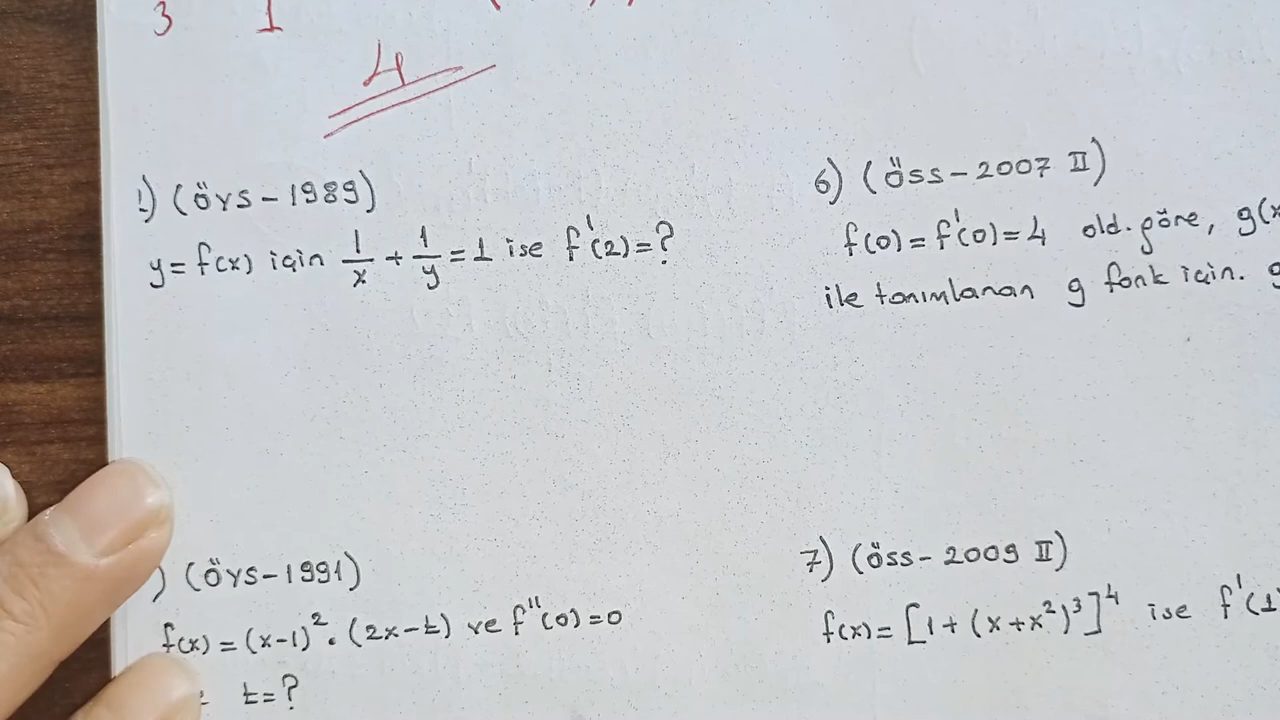 3 1
4
(ÖYS-1989)
y=f(x) için 1/x + 1/y = 1 ise f'(2)=?
) (ÖYS-1991)
f(x)=(x-1)².(2x-t) ve f''(0)=0
t=?
6) (ÖSS-2007 II)
f(0)=f'(0)=4 old. göre, g(x
ile tanımlanan g fonk için. g
7) (ÖSS-2009 II)
f(x)=[1+(x+x²)³]⁴ ise f'(1)